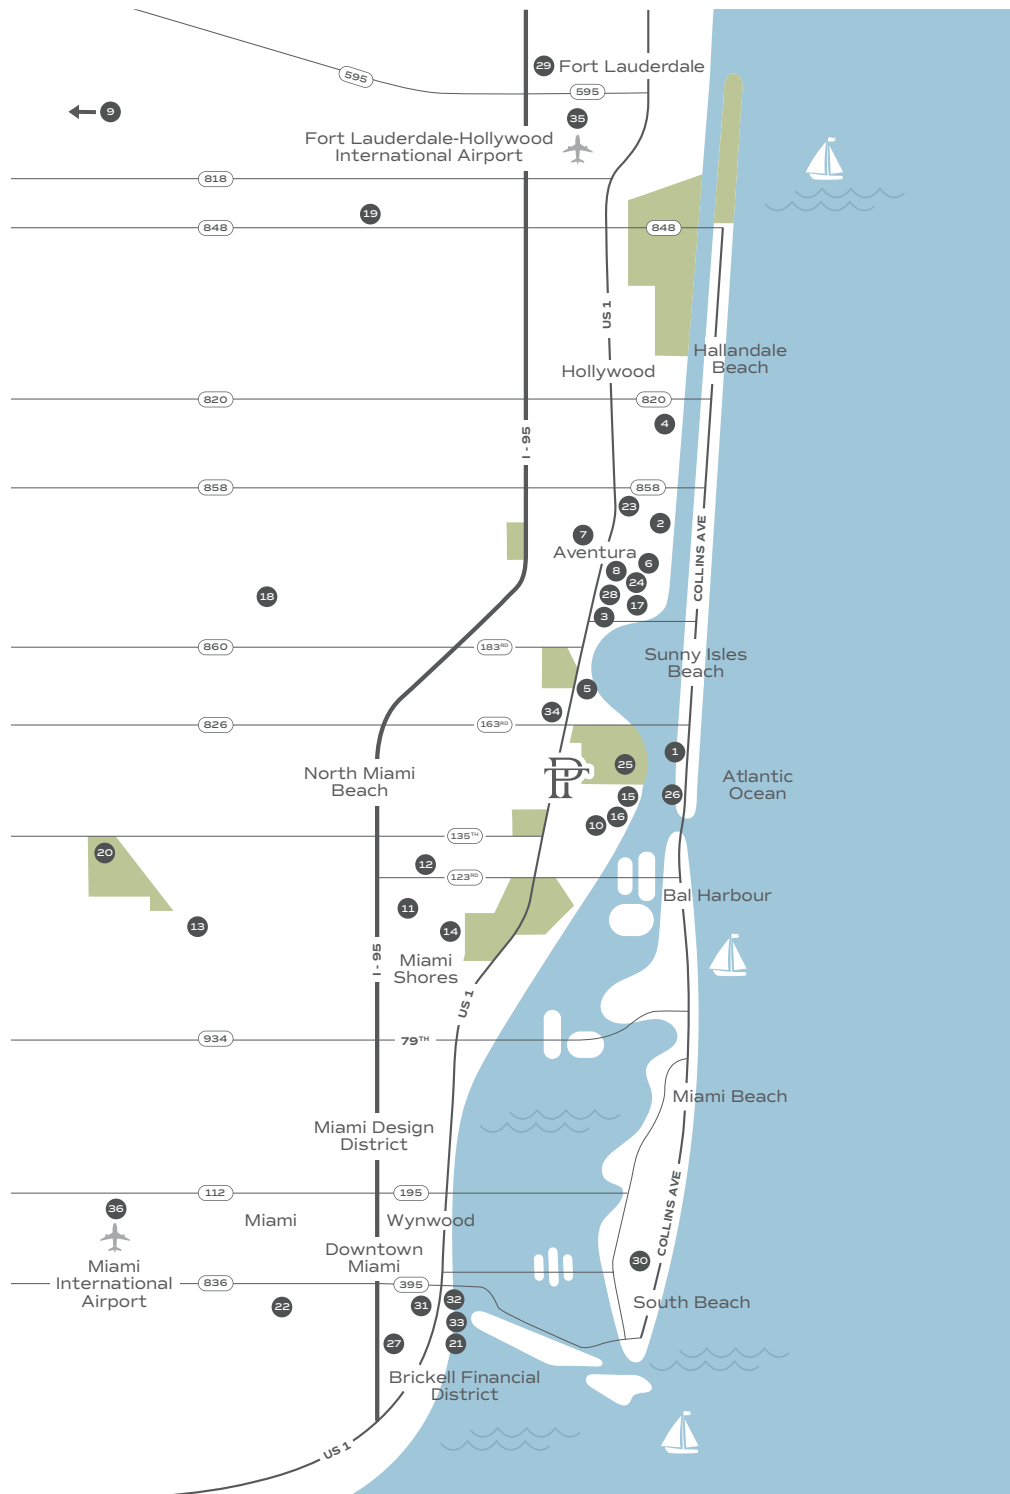 29 Fort Lauderdale
595
595
9
35
Fort Lauderdale-Hollywood
International Airport
818
19
848
848
US 1
Hallandale
Beach
Hollywood
820
820
4
I - 95
858
858
23
2
7
COLLINS AVE
Aventura
6
8
24
18
28
17
3
860
183RD
Sunny Isles
Beach
5
34
826
163RD
1
25
PT
North Miami
Beach
Atlantic
Ocean
15
26
16
10
135TH
20
12
123RD
Bal Harbour
11
13
14
I - 95
Miami
Shores
US 1
934
79TH
Miami Beach
Miami Design
District
112
195
36
Miami
Wynwood
COLLINS AVE
Downtown
Miami
30
Miami
International
Airport
836
395
22
31
32
South Beach
33
27
21
Brickell Financial
District
US 1